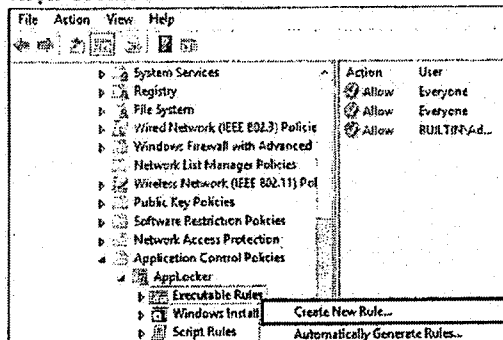 File Action View Help
System Services
Registry
File System
Wired Network (IEEE 802.3) Policie
Windows Firewall with Advanced
Network List Manager Policies
Wireless Network (IEEE 802.11) Pol
Public Key Policies
Software Restriction Policies
Network Access Protection
Application Control Policies
AppLocker
Executable Rules
Windows Install
Script Rules
Action User
Allow Everyone
Allow Everyone
Allow BUILTIN\Ad...
Create New Rule...
Automatically Generate Rules...